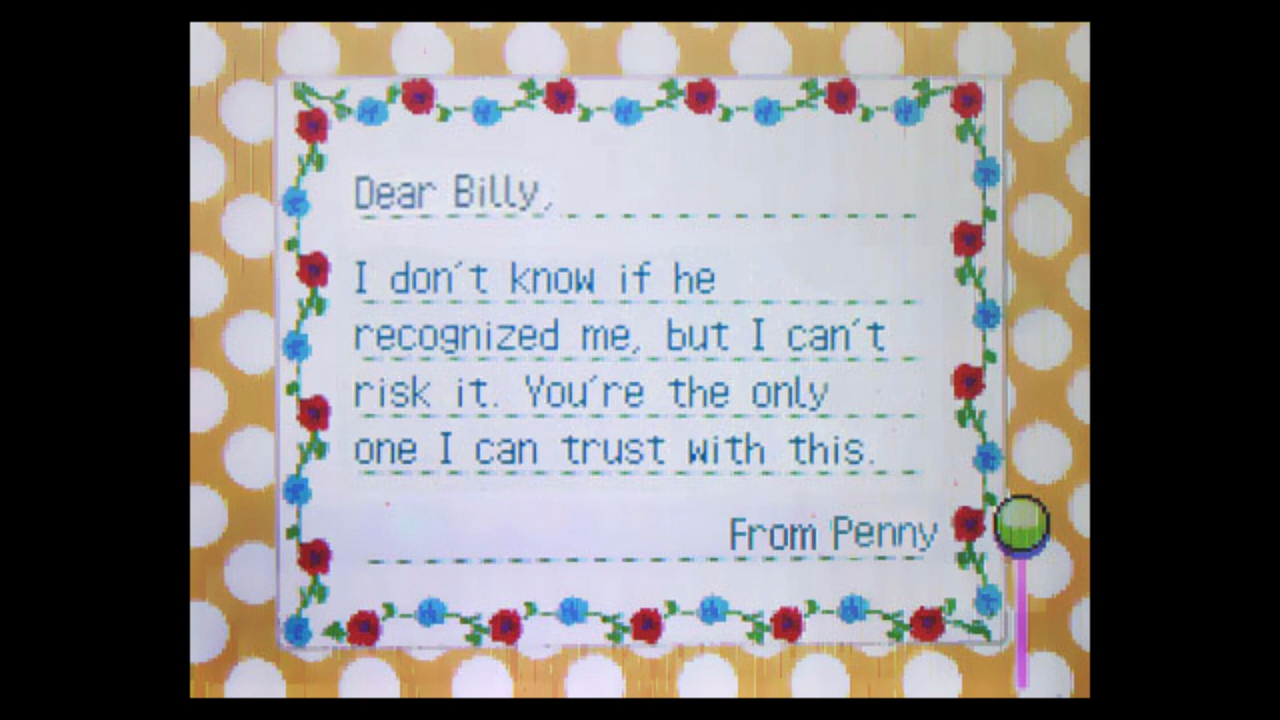 Dear Billy,
I don't know if he
recognized me, but I can't
risk it. You're the only
one I can trust with this.
From Penny